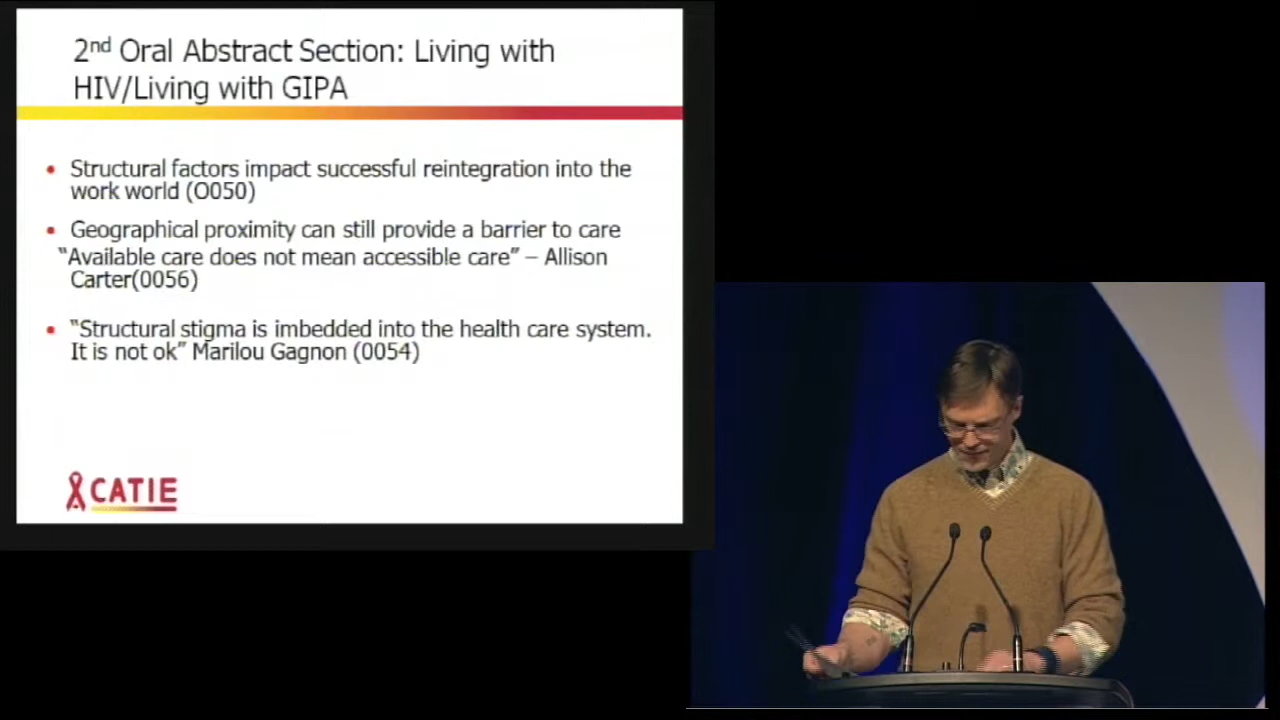 2nd Oral Abstract Section: Living with
HIV/Living with GIPA
• Structural factors impact successful reintegration into the
work world (O050)
• Geographical proximity can still provide a barrier to care
“Available care does not mean accessible care” – Allison
Carter(0056)
• “Structural stigma is imbedded into the health care system.
It is not ok” Marilou Gagnon (0054)
CATIE